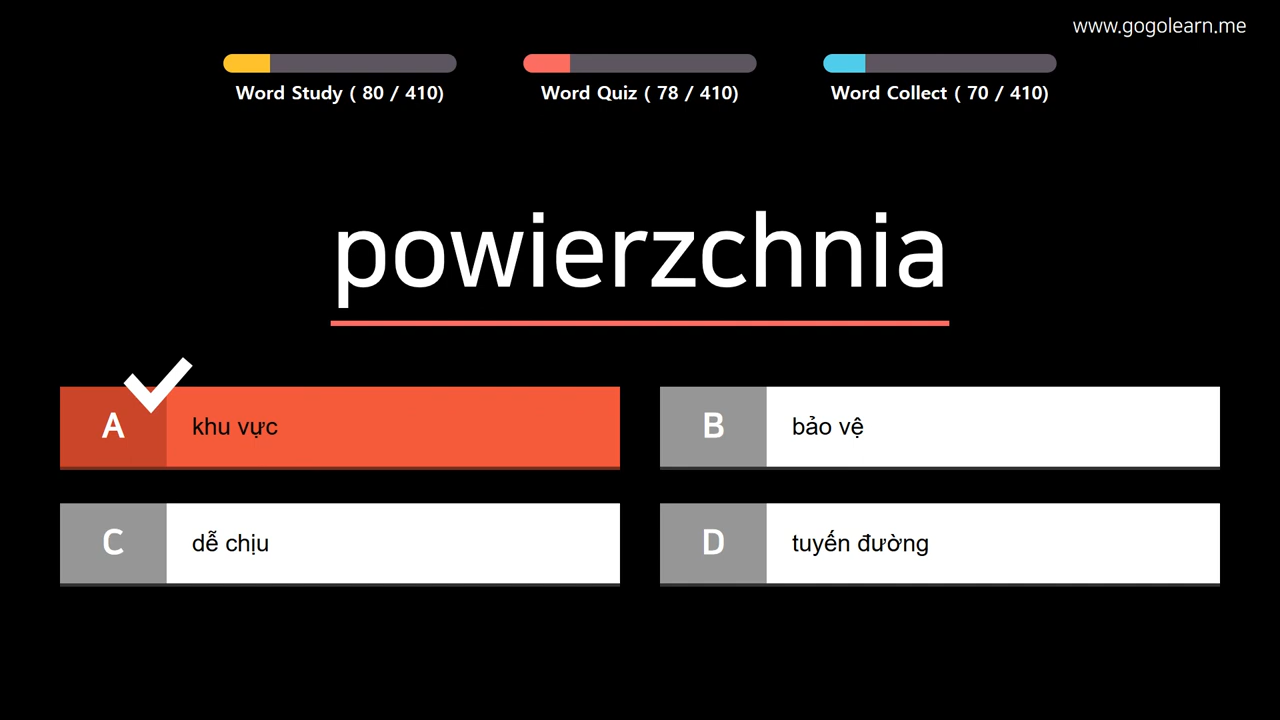 www.gogolearn.me
Word Study ( 80 / 410)
Word Quiz ( 78 / 410)
Word Collect ( 70 / 410)
powierzchnia
A khu vực
B bảo vệ
C dễ chịu
D tuyến đường